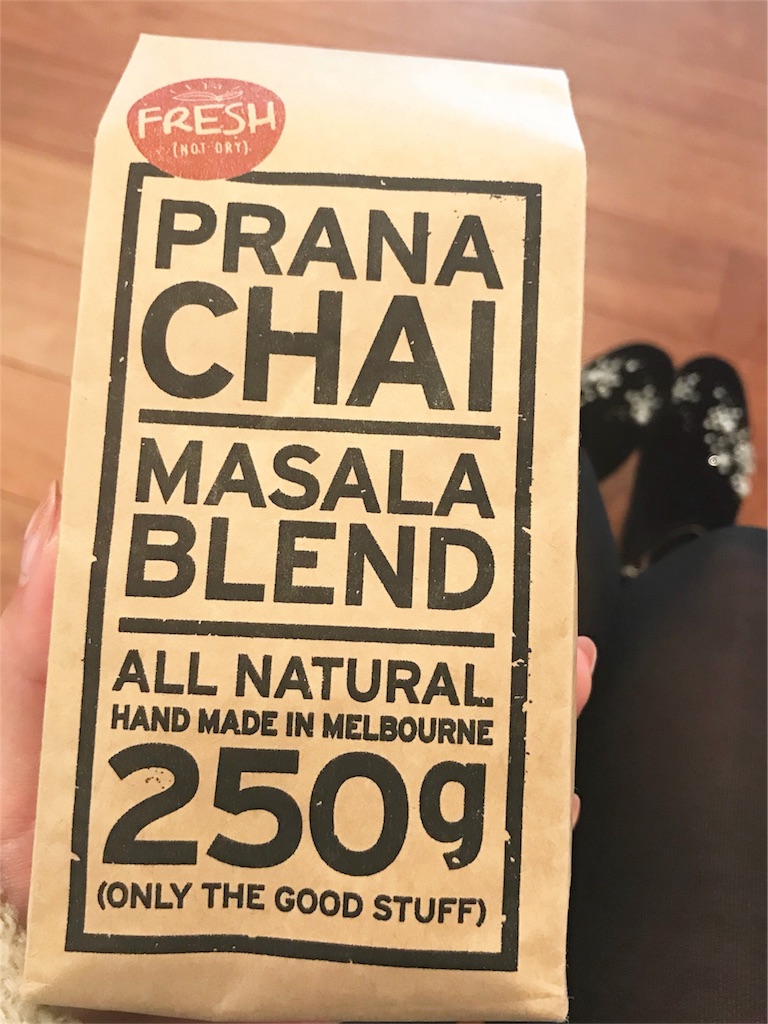 FRESH
(NOT DRY)
PRANA
CHAI
MASALA
BLEND
ALL NATURAL
HAND MADE IN MELBOURNE
250g
(ONLY THE GOOD STUFF)